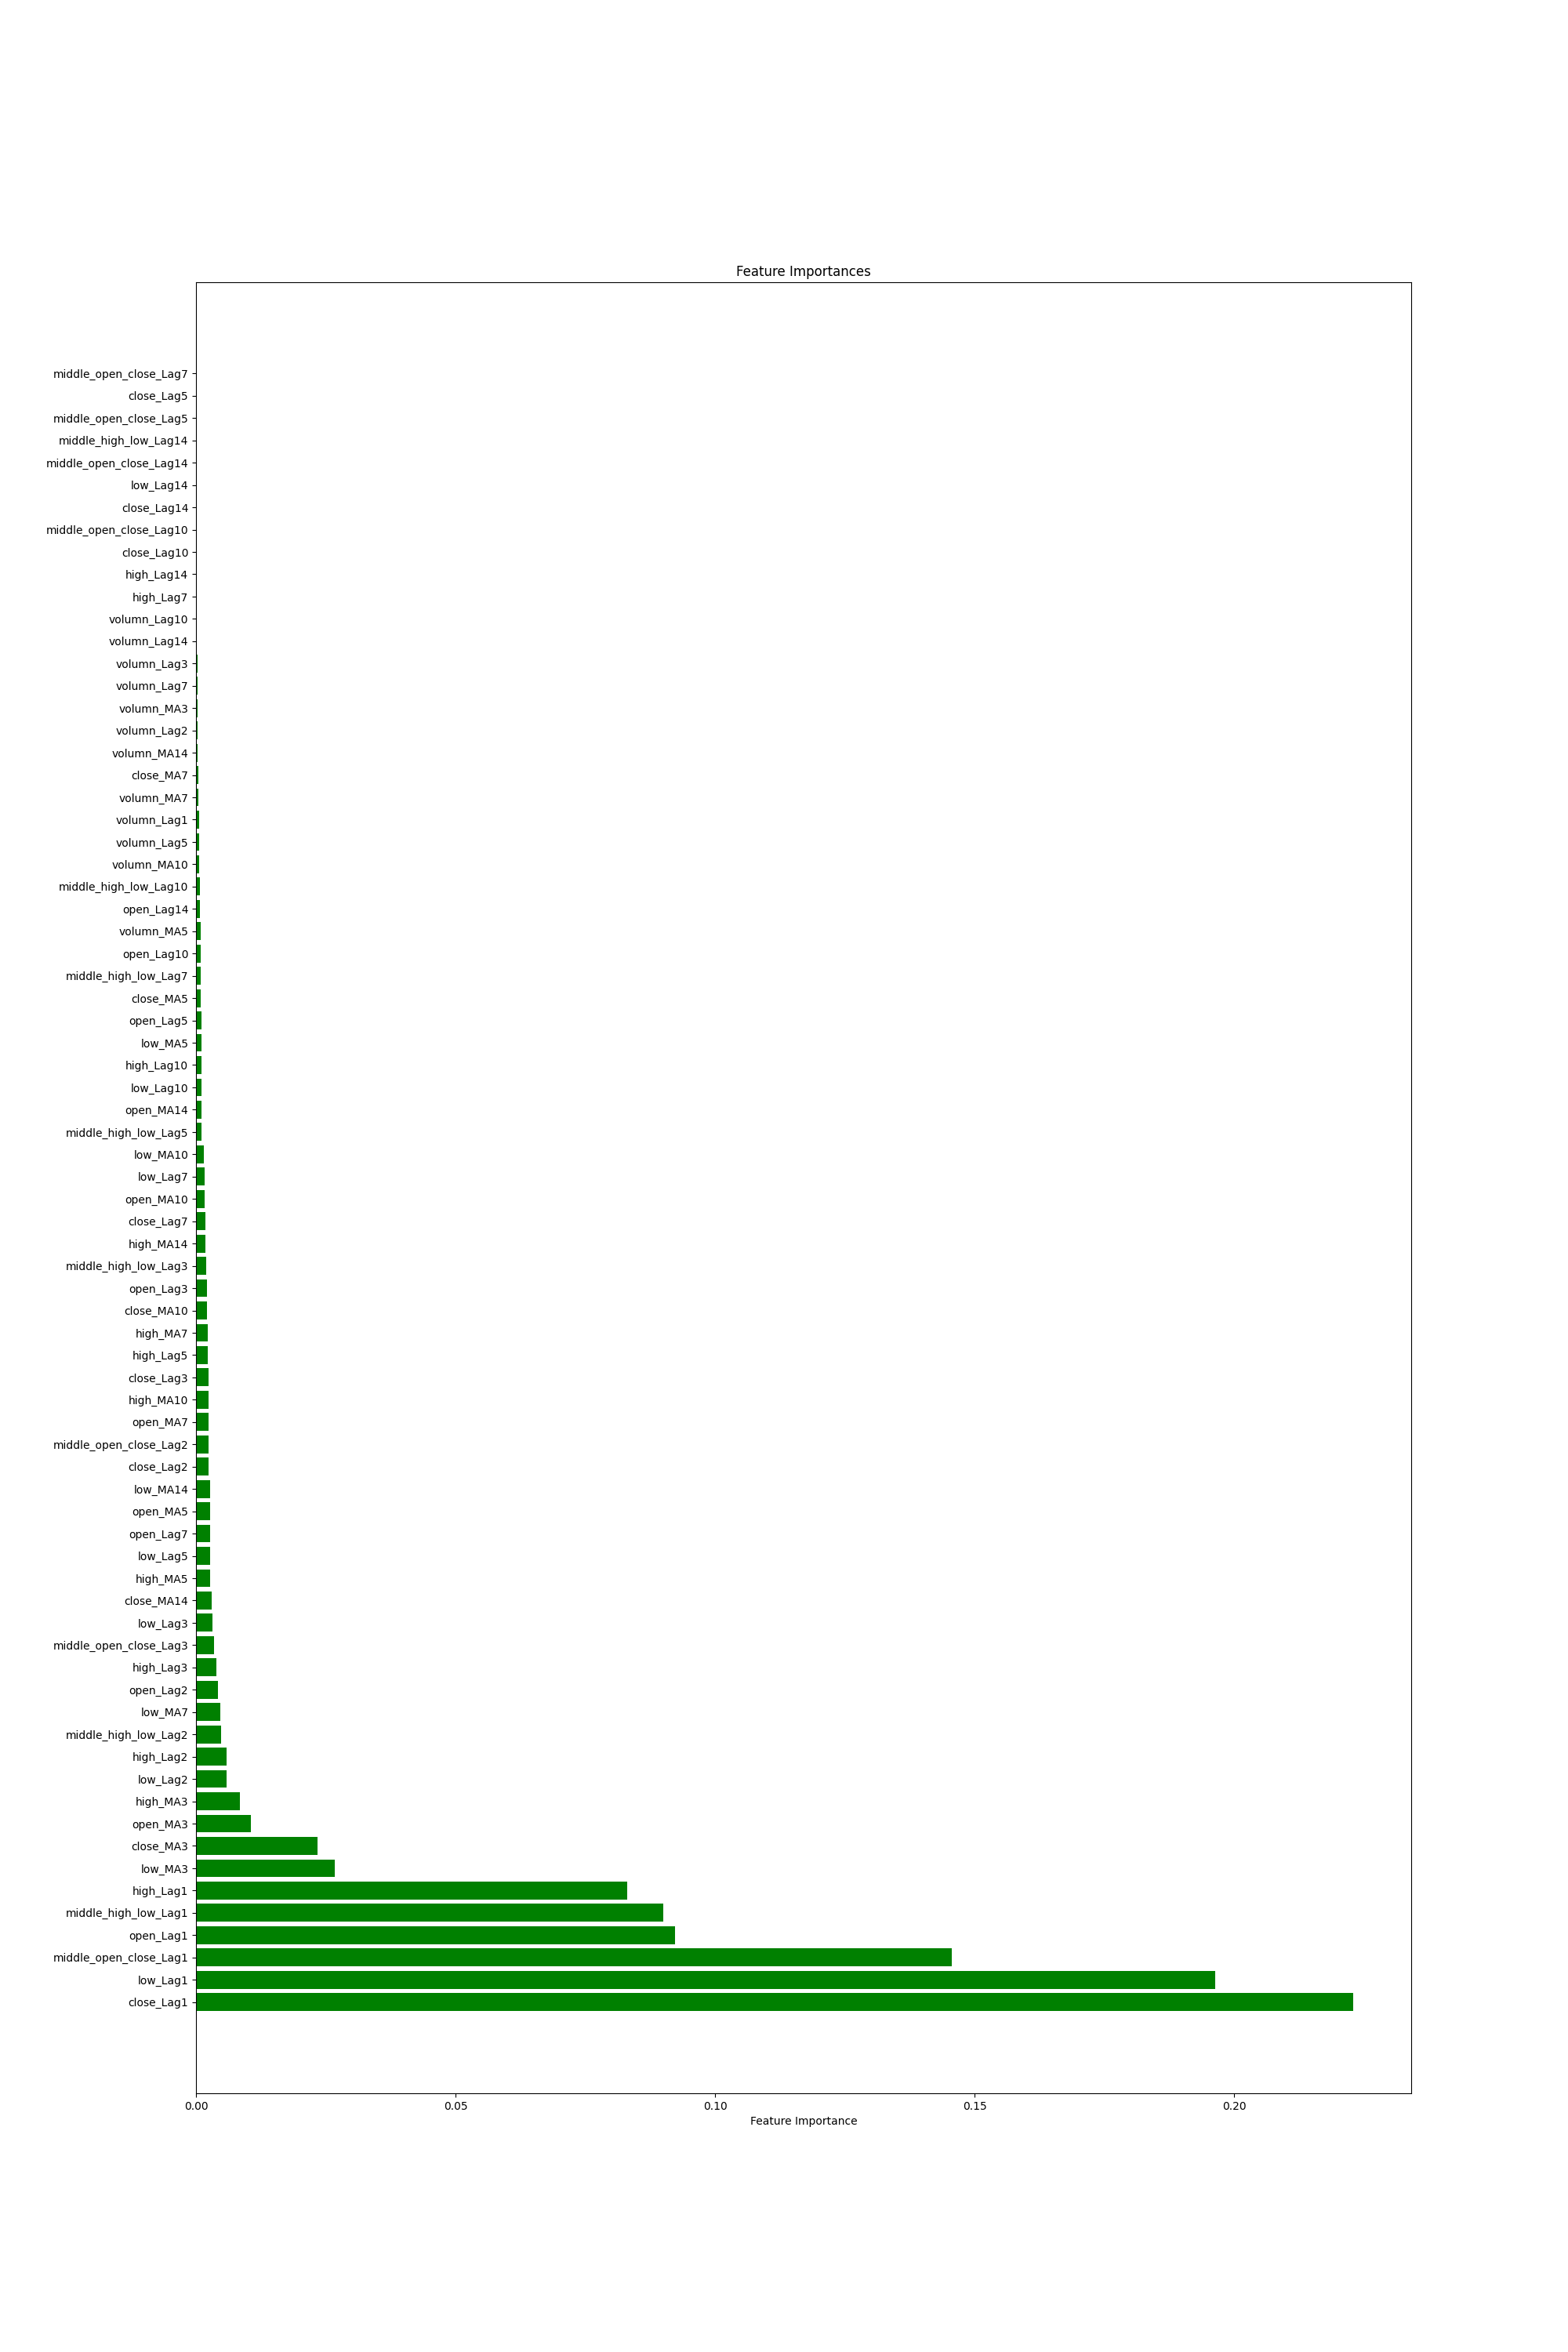 Feature Importances
middle_open_close_Lag7
close_Lag5
middle_open_close_Lag5
middle_high_low_Lag14
middle_open_close_Lag14
low_Lag14
close_Lag14
middle_open_close_Lag10
close_Lag10
high_Lag14
high_Lag7
volumn_Lag10
volumn_Lag14
volumn_Lag3
volumn_Lag7
volumn_MA3
volumn_Lag2
volumn_MA14
close_MA7
volumn_MA7
volumn_Lag1
volumn_Lag5
volumn_MA10
middle_high_low_Lag10
open_Lag14
volumn_MA5
open_Lag10
middle_high_low_Lag7
close_MA5
open_Lag5
low_MA5
high_Lag10
low_Lag10
open_MA14
middle_high_low_Lag5
low_MA10
low_Lag7
open_MA10
close_Lag7
high_MA14
middle_high_low_Lag3
open_Lag3
close_MA10
high_MA7
high_Lag5
close_Lag3
high_MA10
open_MA7
middle_open_close_Lag2
close_Lag2
low_MA14
open_MA5
open_Lag7
low_Lag5
high_MA5
close_MA14
low_Lag3
middle_open_close_Lag3
high_Lag3
open_Lag2
low_MA7
middle_high_low_Lag2
high_Lag2
low_Lag2
high_MA3
open_MA3
close_MA3
low_MA3
high_Lag1
middle_high_low_Lag1
open_Lag1
middle_open_close_Lag1
low_Lag1
close_Lag1
0.00 0.05 0.10 0.15 0.20
Feature Importance